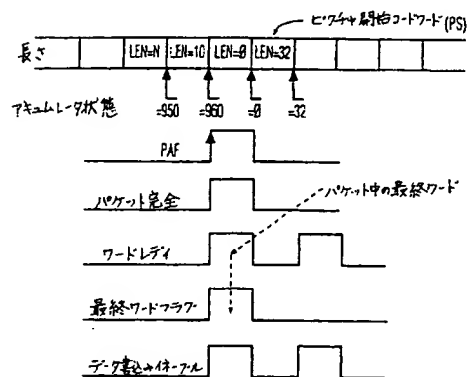 ピクチャ開始コードワード(PS)
長さ
LEN=N LEN=10 LEN=0 LEN=32
アキュムレータ状態
=950 =960 =0 =32
PAF
パケット完全
パケット中の最終ワード
ワードレディ
最終ワードフラグ
データ書込みイネーブル